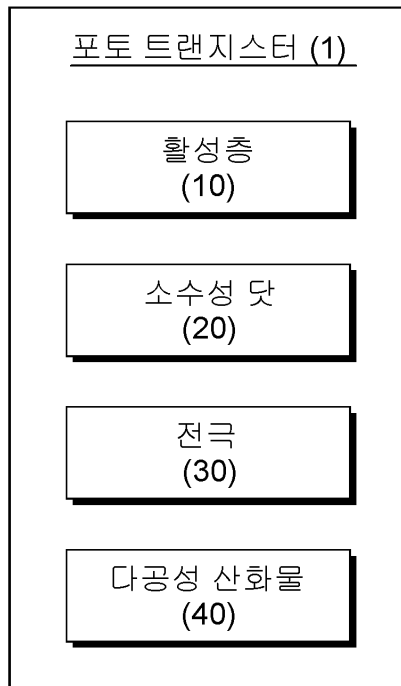 포토 트랜지스터 (1)
활성층
(10)
소수성 닷
(20)
전극
(30)
다공성 산화물
(40)